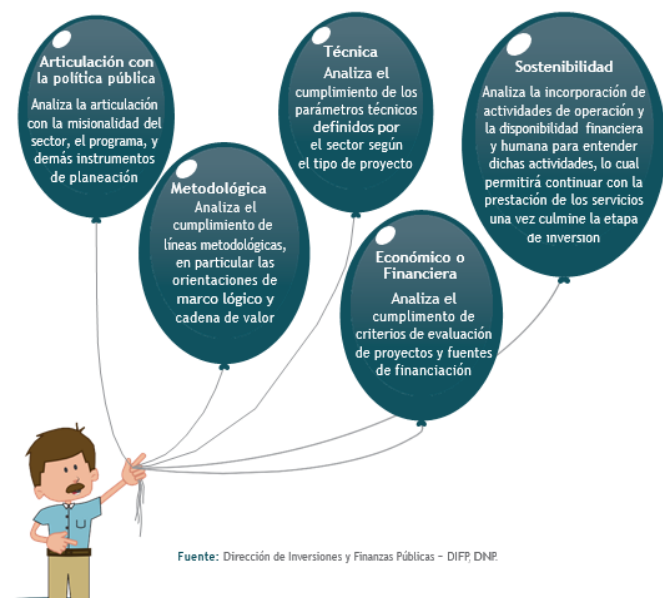 Articulación con
la política pública
Analiza la articulación
con la misionalidad del
sector, el programa, y
demás instrumentos
de planeación
Metodológica
Analiza el
cumplimiento de
líneas metodológicas,
en particular las
orientaciones de
marco lógico y
cadena de valor
Técnica
Analiza el
cumplimiento de los
parámetros técnicos
definidos por
el sector según
el tipo de proyecto
Económico o
Financiera
Analiza el
cumplimento de
criterios de evaluación
de proyectos y fuentes
de financiación
Sostenibilidad
Analiza la incorporación de
actividades de operación y
la disponibilidad financiera
y humana para entender
dichas actividades, lo cual
permitirá continuar con la
prestación de los servicios
una vez culmine la etapa
de inversion
Fuente: Dirección de Inversiones y Finanzas Públicas – DIFP, DNP.